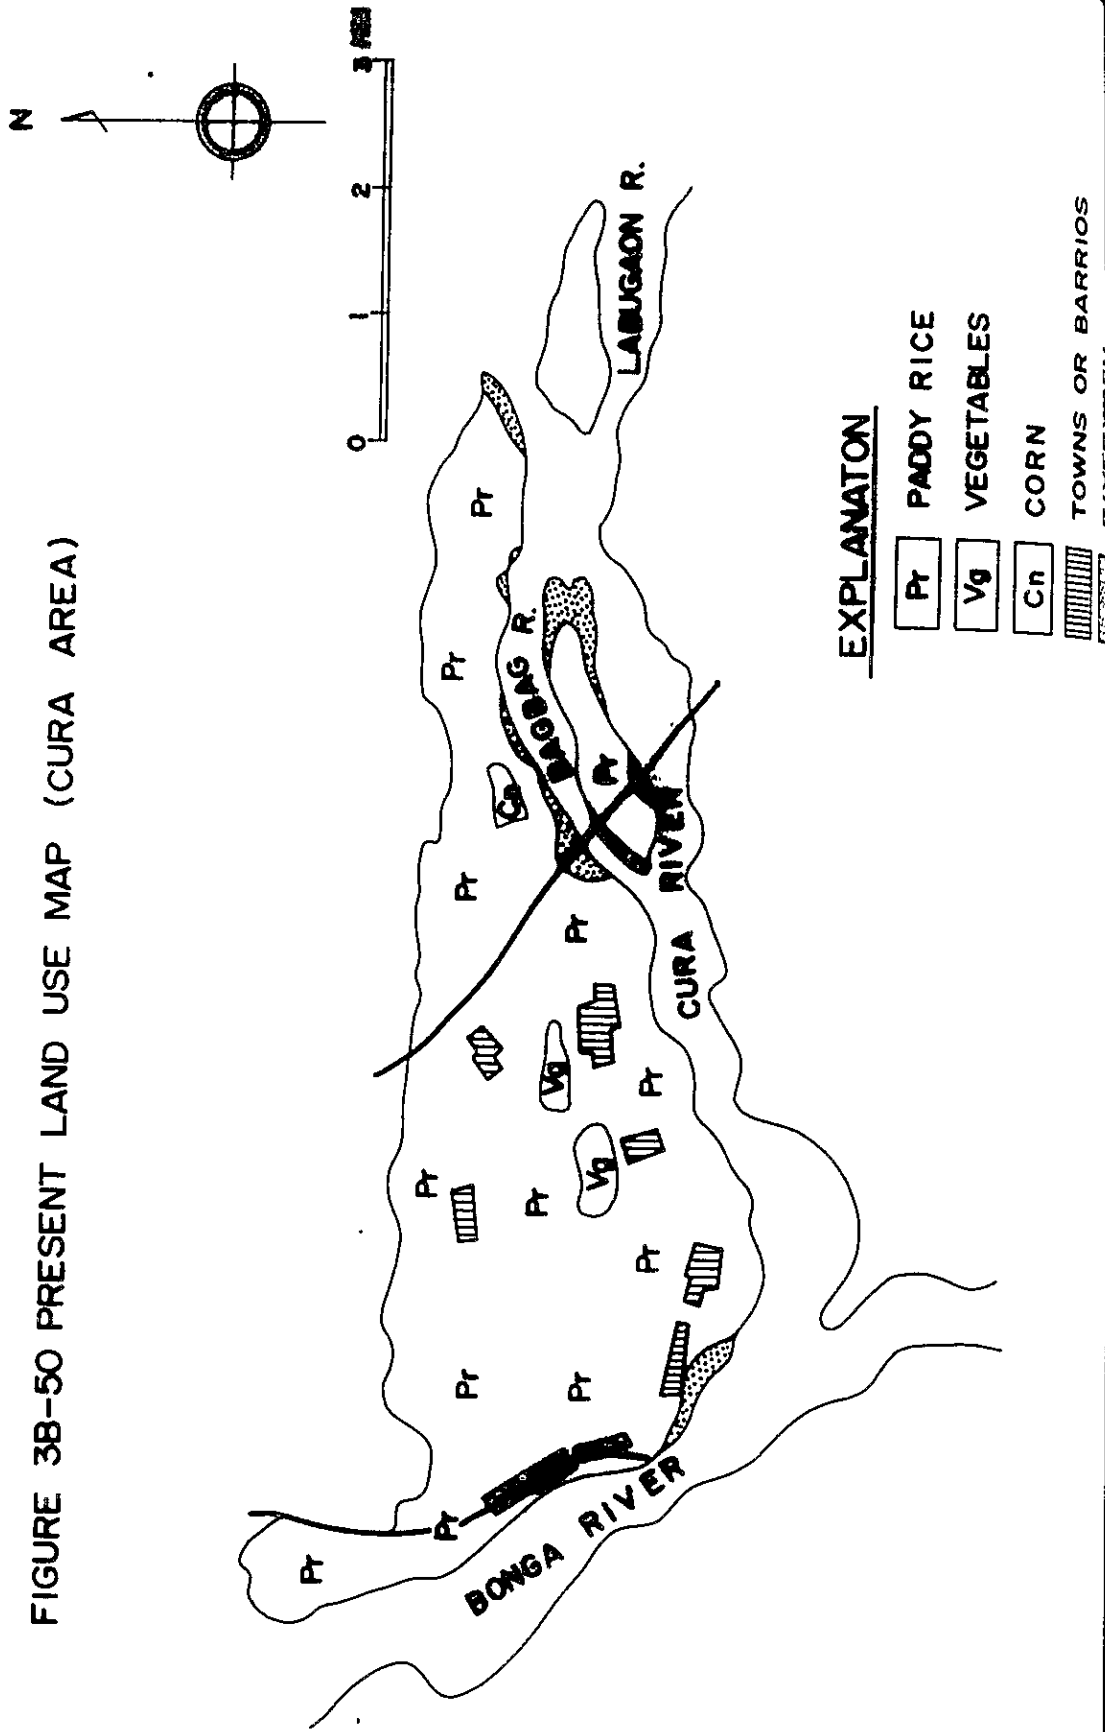 FIGURE 3B-50 PRESENT LAND USE MAP (CURA AREA)
N
0 1 2 3
Pr
Pr
Pr
Pr
Pr
Pr
Pr
Pr
Pr
Pr
Pr
Pr
Pr
Pr
Cn
Vg
Vg
BONGA RIVER
CURA RIVER
BAGBAG R.
LABUGAON R.
EXPLANATON
Pr PADDY RICE
Vg VEGETABLES
Cn CORN
TOWNS OR BARRIOS